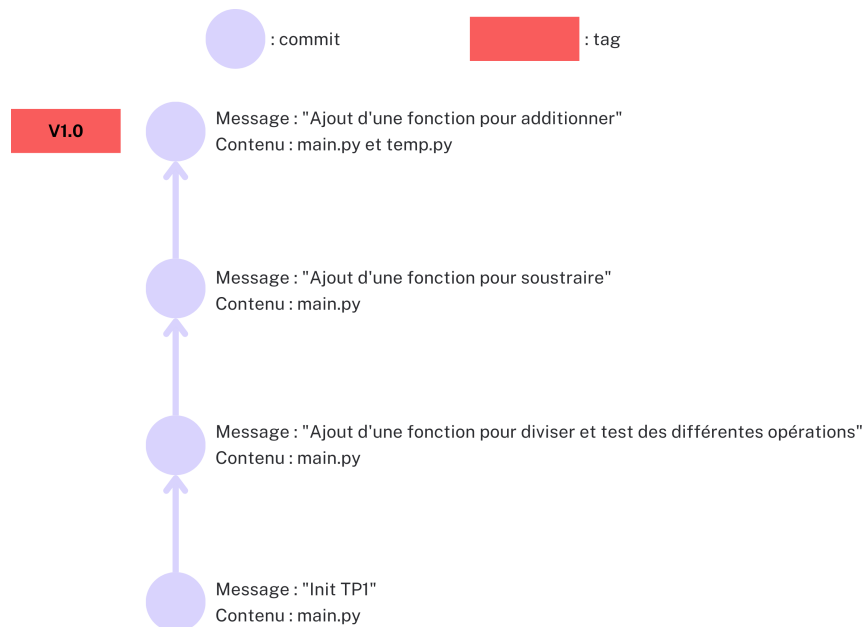 : commit
: tag
V1.0
Message : "Ajout d'une fonction pour additionner"
Contenu : main.py et temp.py
Message : "Ajout d'une fonction pour soustraire"
Contenu : main.py
Message : "Ajout d'une fonction pour diviser et test des différentes opérations"
Contenu : main.py
Message : "Init TP1"
Contenu : main.py